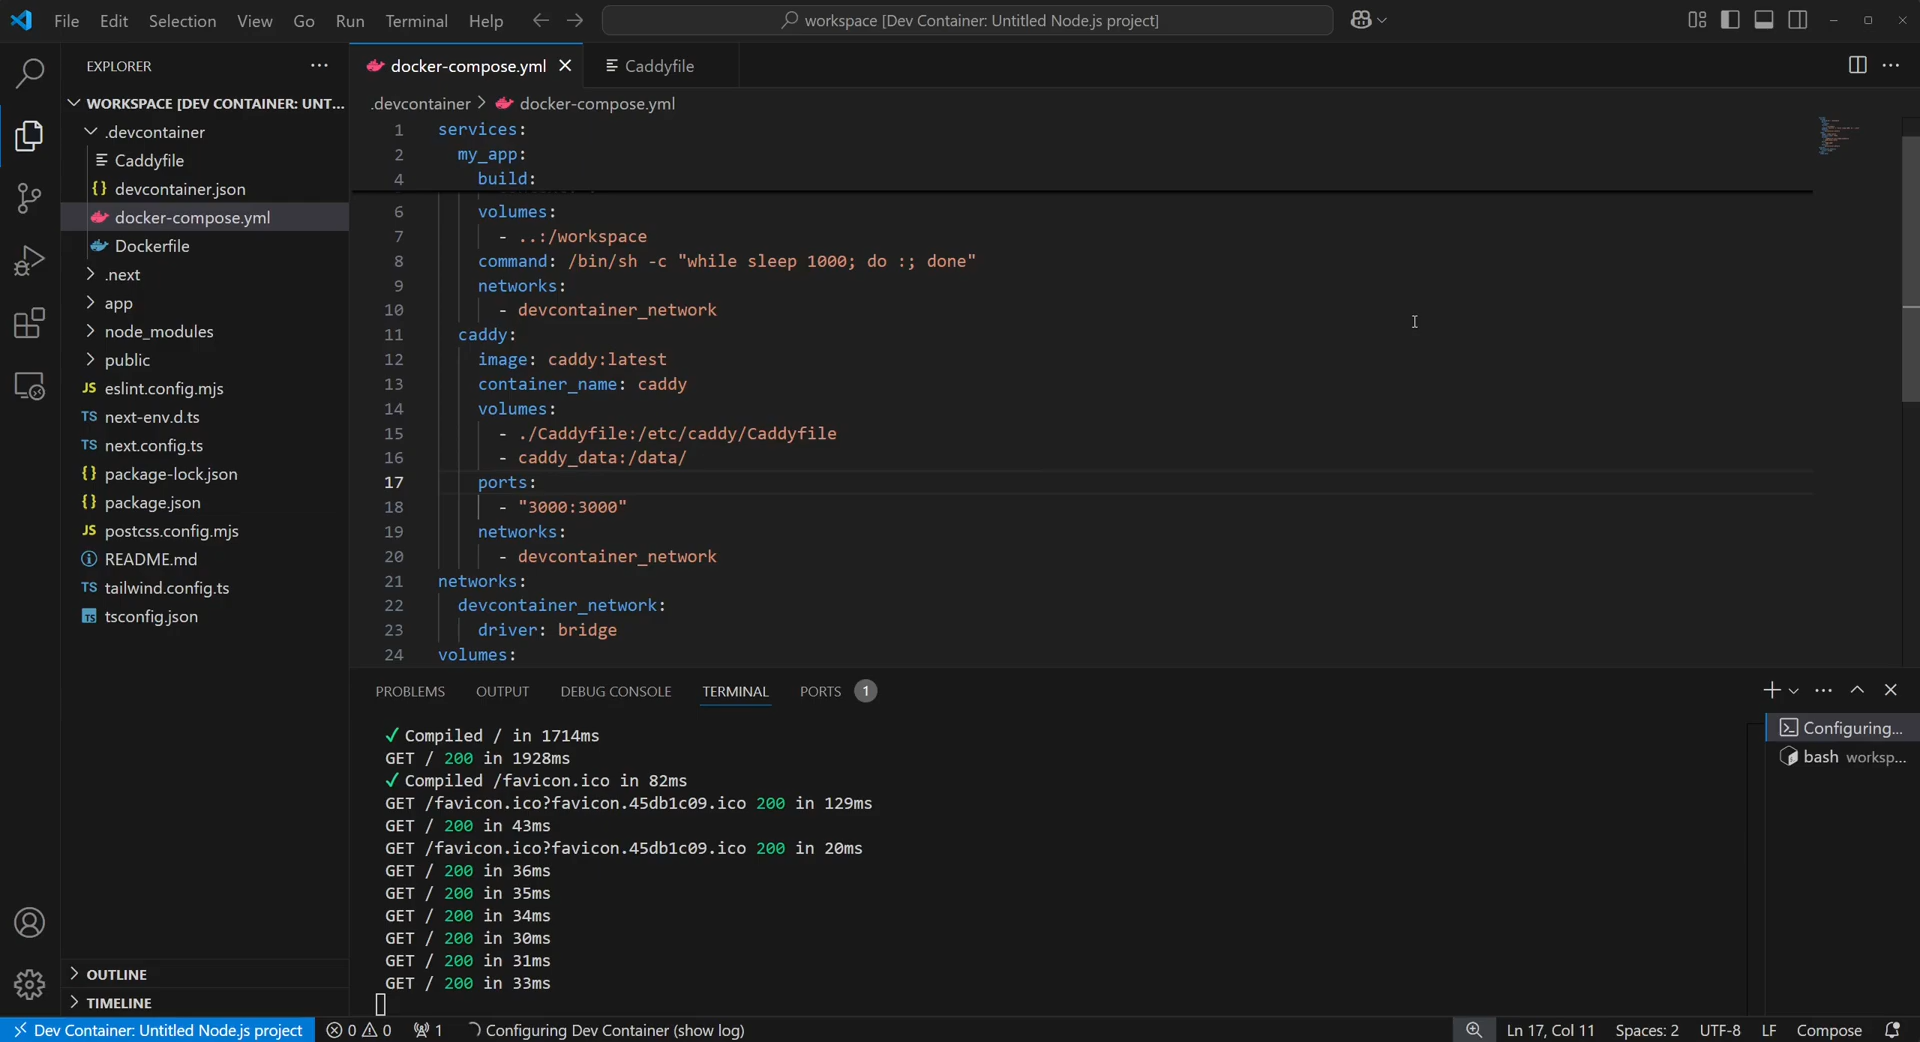 File Edit Selection View Go Run Terminal Help
workspace [Dev Container: Untitled Node.js project]
EXPLORER
WORKSPACE [DEV CONTAINER: UNT...
.devcontainer
Caddyfile
devcontainer.json
docker-compose.yml
Dockerfile
.next
app
node_modules
public
JS eslint.config.mjs
TS next-env.d.ts
TS next.config.ts
{} package-lock.json
{} package.json
JS postcss.config.mjs
README.md
TS tailwind.config.ts
TS tsconfig.json
OUTLINE
TIMELINE
docker-compose.yml Caddyfile
.devcontainer > docker-compose.yml
1 services:
2 my_app:
4 build:
6 volumes:
7 - ..:/workspace
8 command: /bin/sh -c "while sleep 1000; do :; done"
9 networks:
10 - devcontainer_network
11 caddy:
12 image: caddy:latest
13 container_name: caddy
14 volumes:
15 - ./Caddyfile:/etc/caddy/Caddyfile
16 - caddy_data:/data/
17 ports:
18 - "3000:3000"
19 networks:
20 - devcontainer_network
21 networks:
22 devcontainer_network:
23 driver: bridge
24 volumes:
PROBLEMS OUTPUT DEBUG CONSOLE TERMINAL PORTS 1
✓ Compiled / in 1714ms
GET / 200 in 1928ms
✓ Compiled /favicon.ico in 82ms
GET /favicon.ico?favicon.45db1c09.ico 200 in 129ms
GET / 200 in 43ms
GET /favicon.ico?favicon.45db1c09.ico 200 in 20ms
GET / 200 in 36ms
GET / 200 in 35ms
GET / 200 in 34ms
GET / 200 in 30ms
GET / 200 in 31ms
GET / 200 in 33ms
Configuring...
bash worksp...
Dev Container: Untitled Node.js project 0 0 1 Configuring Dev Container (show log) Ln 17, Col 11 Spaces: 2 UTF-8 LF Compose